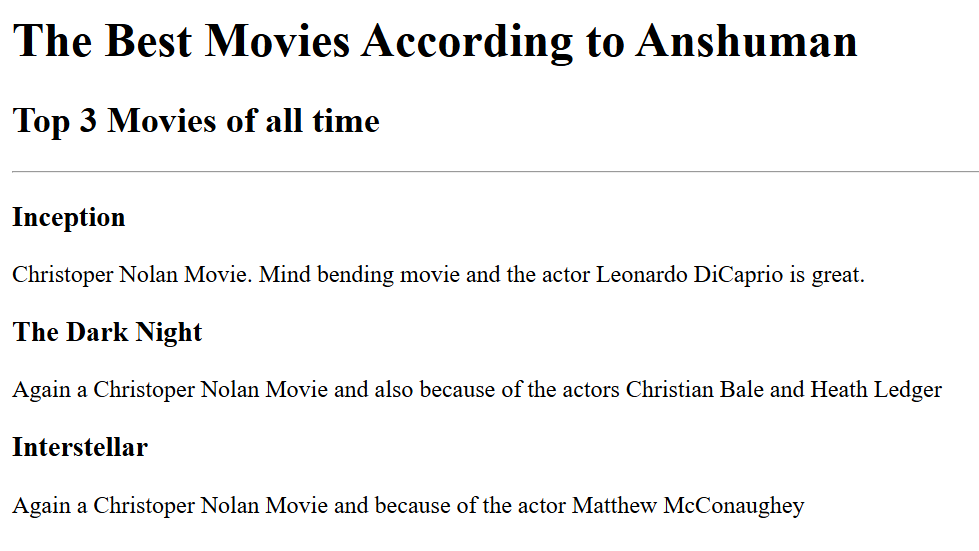 The Best Movies According to Anshuman
Top 3 Movies of all time
Inception
Christoper Nolan Movie. Mind bending movie and the actor Leonardo DiCaprio is great.
The Dark Night
Again a Christoper Nolan Movie and also because of the actors Christian Bale and Heath Ledger
Interstellar
Again a Christoper Nolan Movie and because of the actor Matthew McConaughey